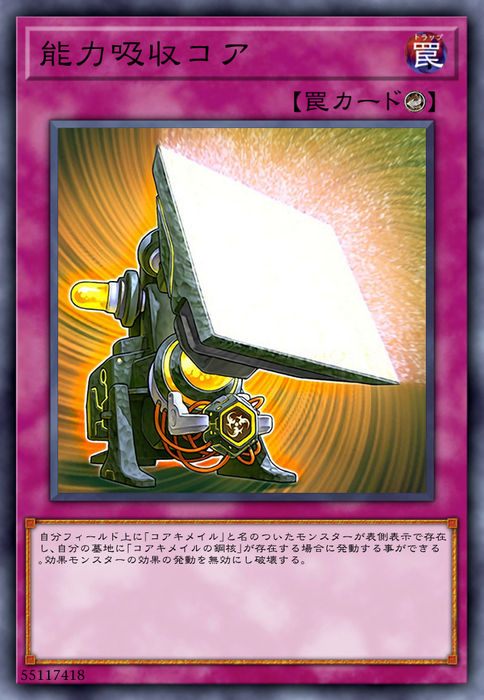 能力吸収コア
トラップ
罠
【罠カード】
自分フィールド上に「コアキメイル」と名のついたモンスターが表側表示で存在
し、自分の墓地に「コアキメイルの鋼核」が存在する場合に発動する事ができる
。効果モンスターの効果の発動を無効にし破壊する。
55117418